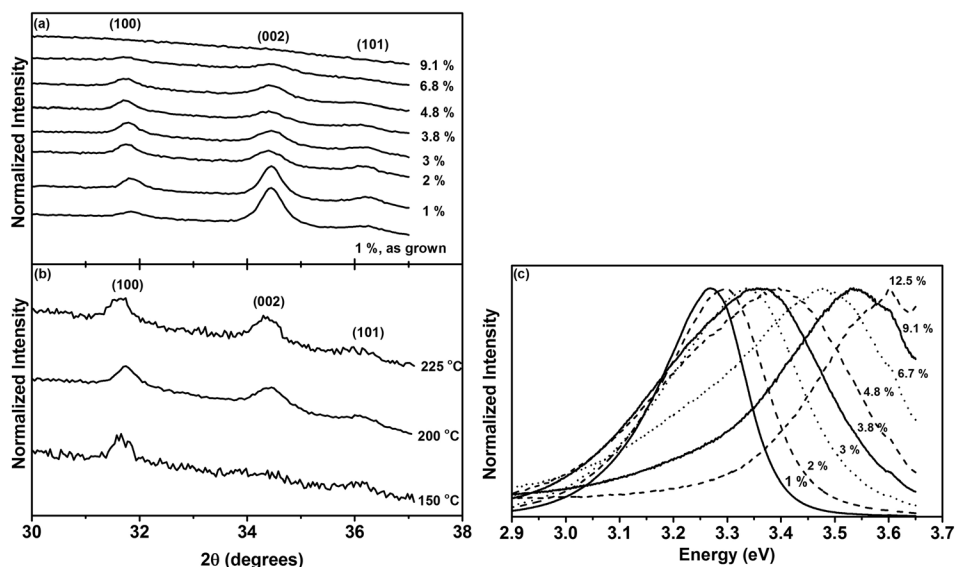 (a)
(100)
(002)
(101)
9.1 %
6.8 %
4.8 %
3.8 %
3 %
2 %
1 %
1 %, as grown
Normalized Intensity
(b)
(100)
(002)
(101)
225 °C
200 °C
150 °C
Normalized Intensity
30 32 34 36 38
2θ (degrees)
(c)
12.5 %
9.1 %
6.7 %
4.8 %
3.8 %
3 %
2 %
1 %
Normalized Intensity
2.9 3.0 3.1 3.2 3.3 3.4 3.5 3.6 3.7
Energy (eV)